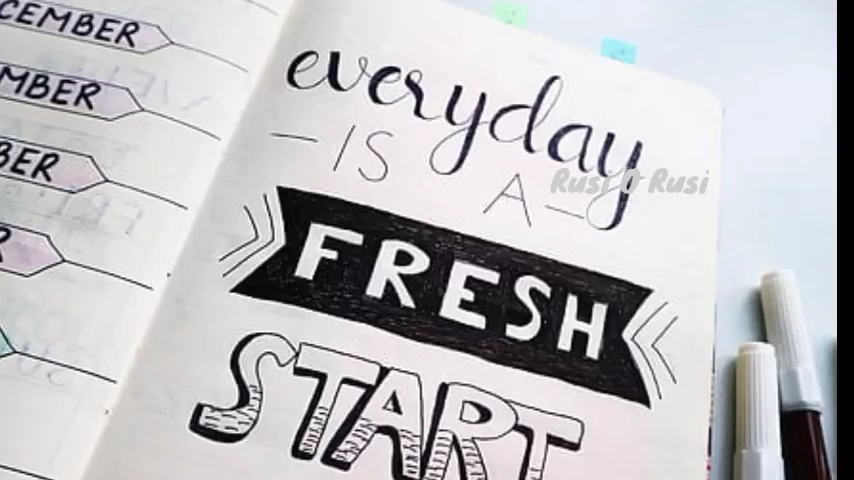 CEMBER
MBER
BER
R
everyday
IS A
FRESH
START
Rusi O Rusi